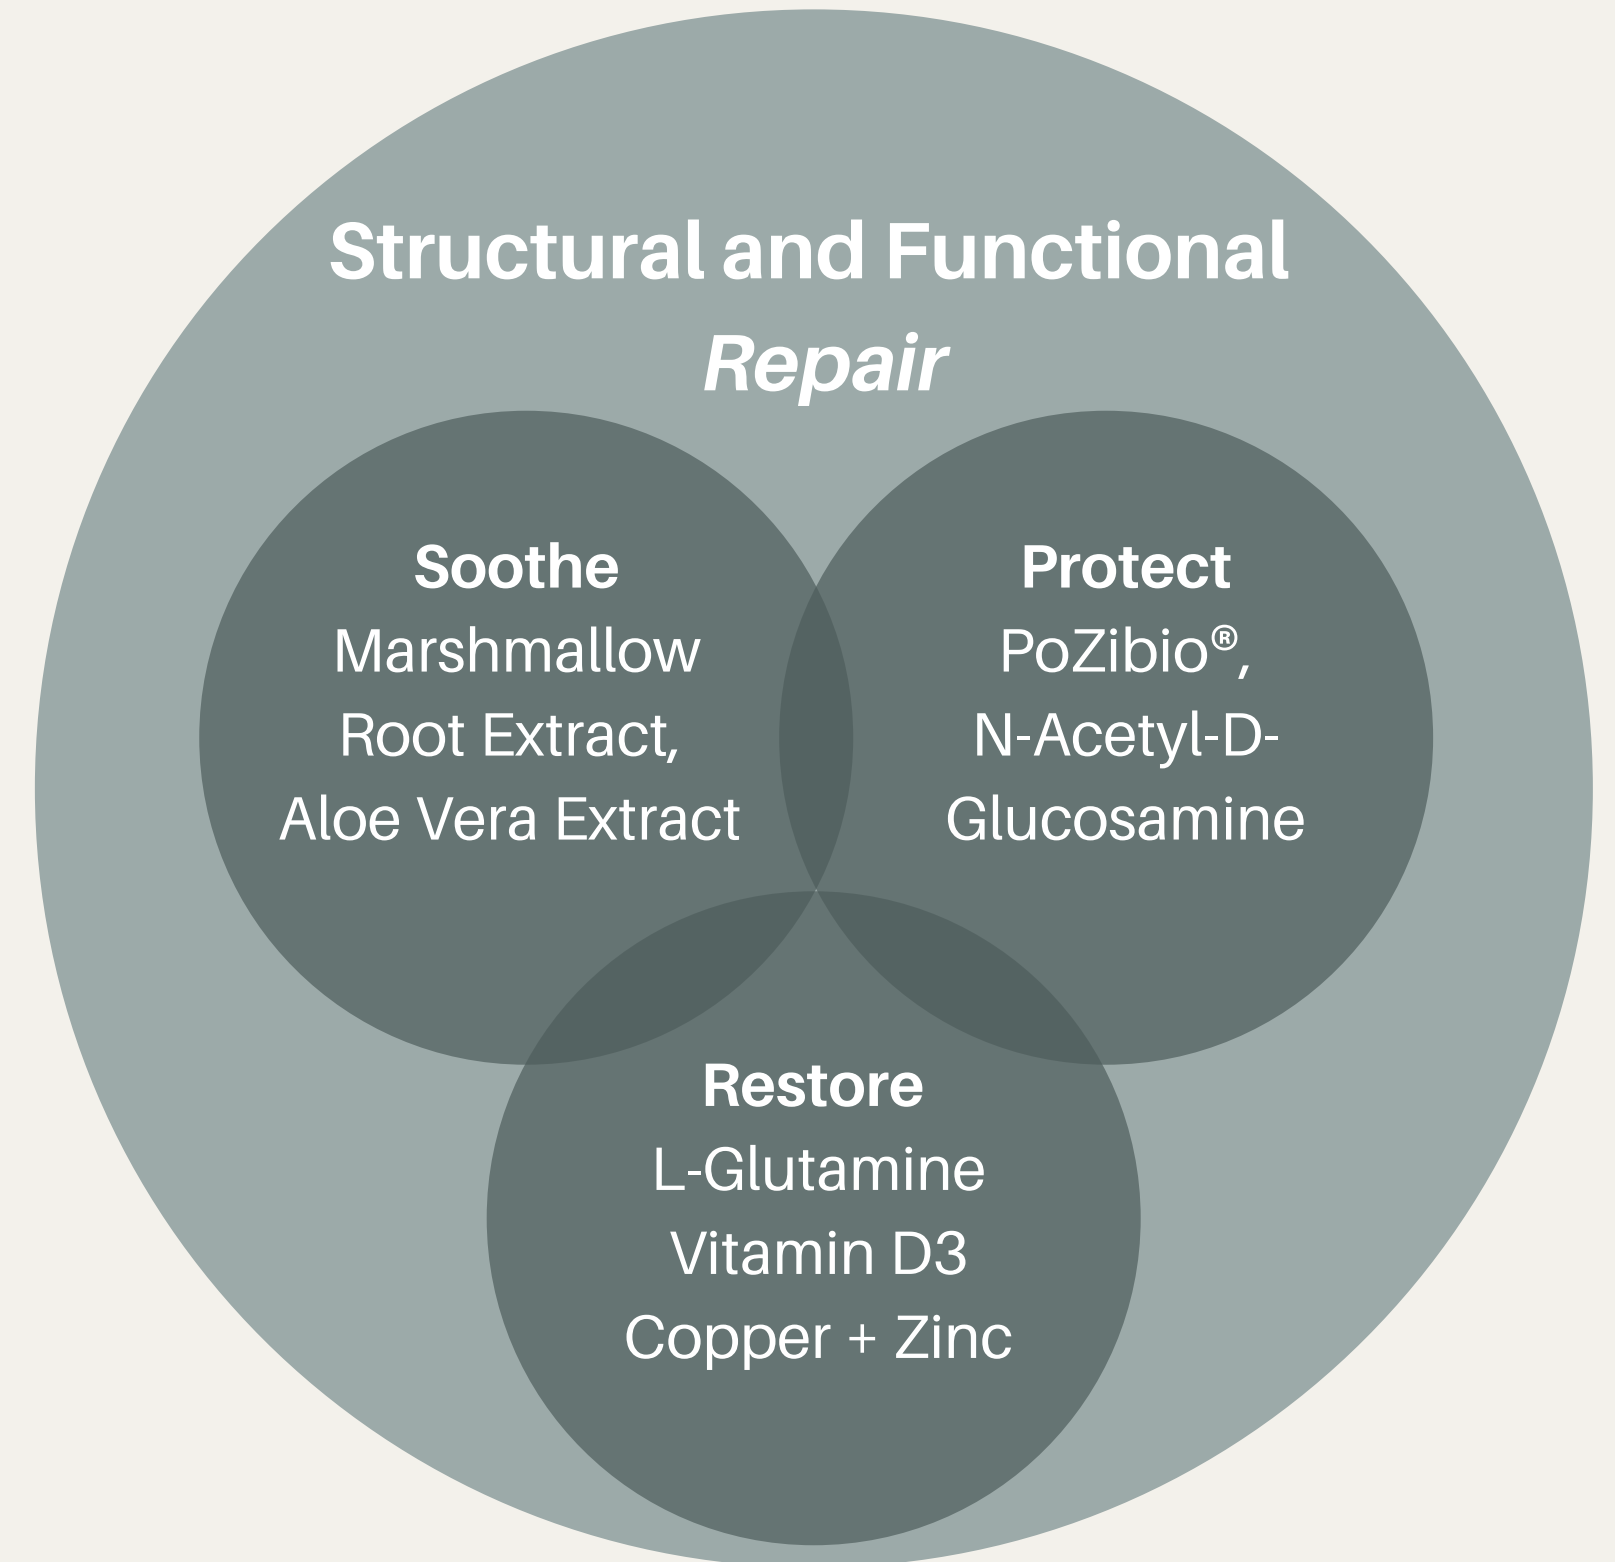 Structural and Functional
Repair
Soothe
Marshmallow
Root Extract,
Aloe Vera Extract
Protect
PoZibio®,
N-Acetyl-D-
Glucosamine
Restore
L-Glutamine
Vitamin D3
Copper + Zinc